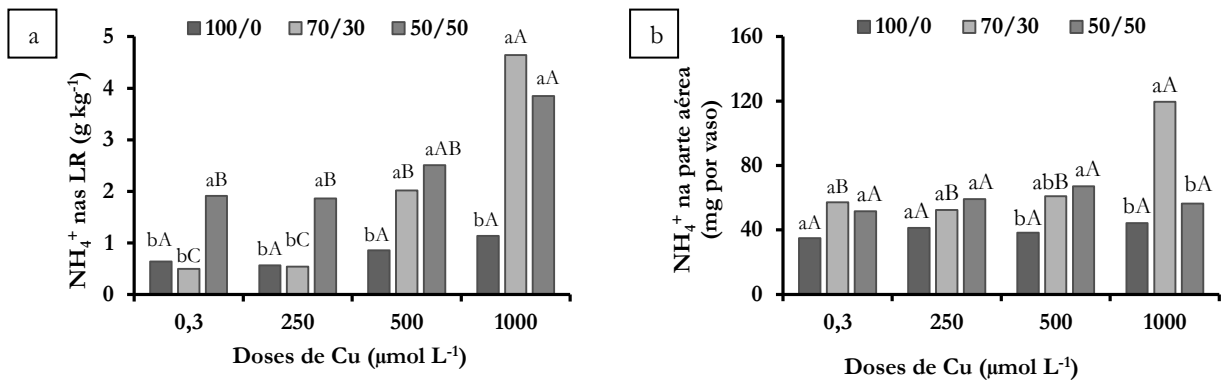 a
100/0 70/30 50/50
NH₄⁺ nas LR (g kg⁻¹)
5
4
3
2
1
0
bA bC aB
bA bC aB
bA aB aAB
bA aA aA
0,3 250 500 1000
Doses de Cu (µmol L⁻¹)
b
100/0 70/30 50/50
NH₄⁺ na parte aérea
(mg por vaso)
160
120
80
40
0
aA aB aA
aA aB aA
bA abB aA
bA aA bA
0,3 250 500 1000
Doses de Cu (µmol L⁻¹)